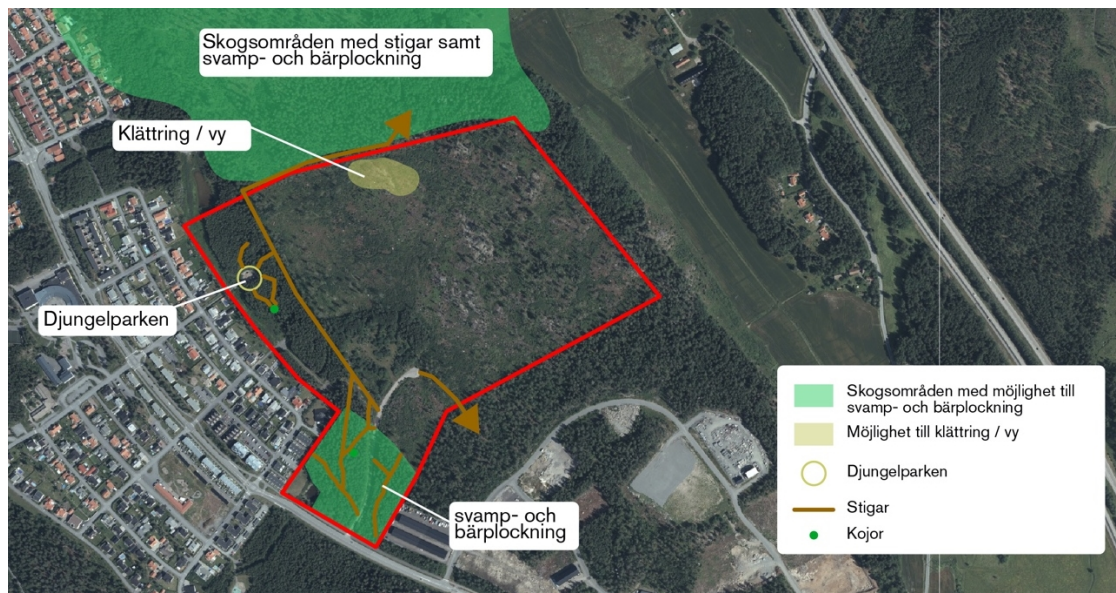 Skogsområden med stigar samt
svamp- och bärplockning
Klättring / vy
Djungelparken
svamp- och
bärplockning
Skogsområden med möjlighet till
svamp- och bärplockning
Möjlighet till klättring / vy
Djungelparken
Stigar
Kojor